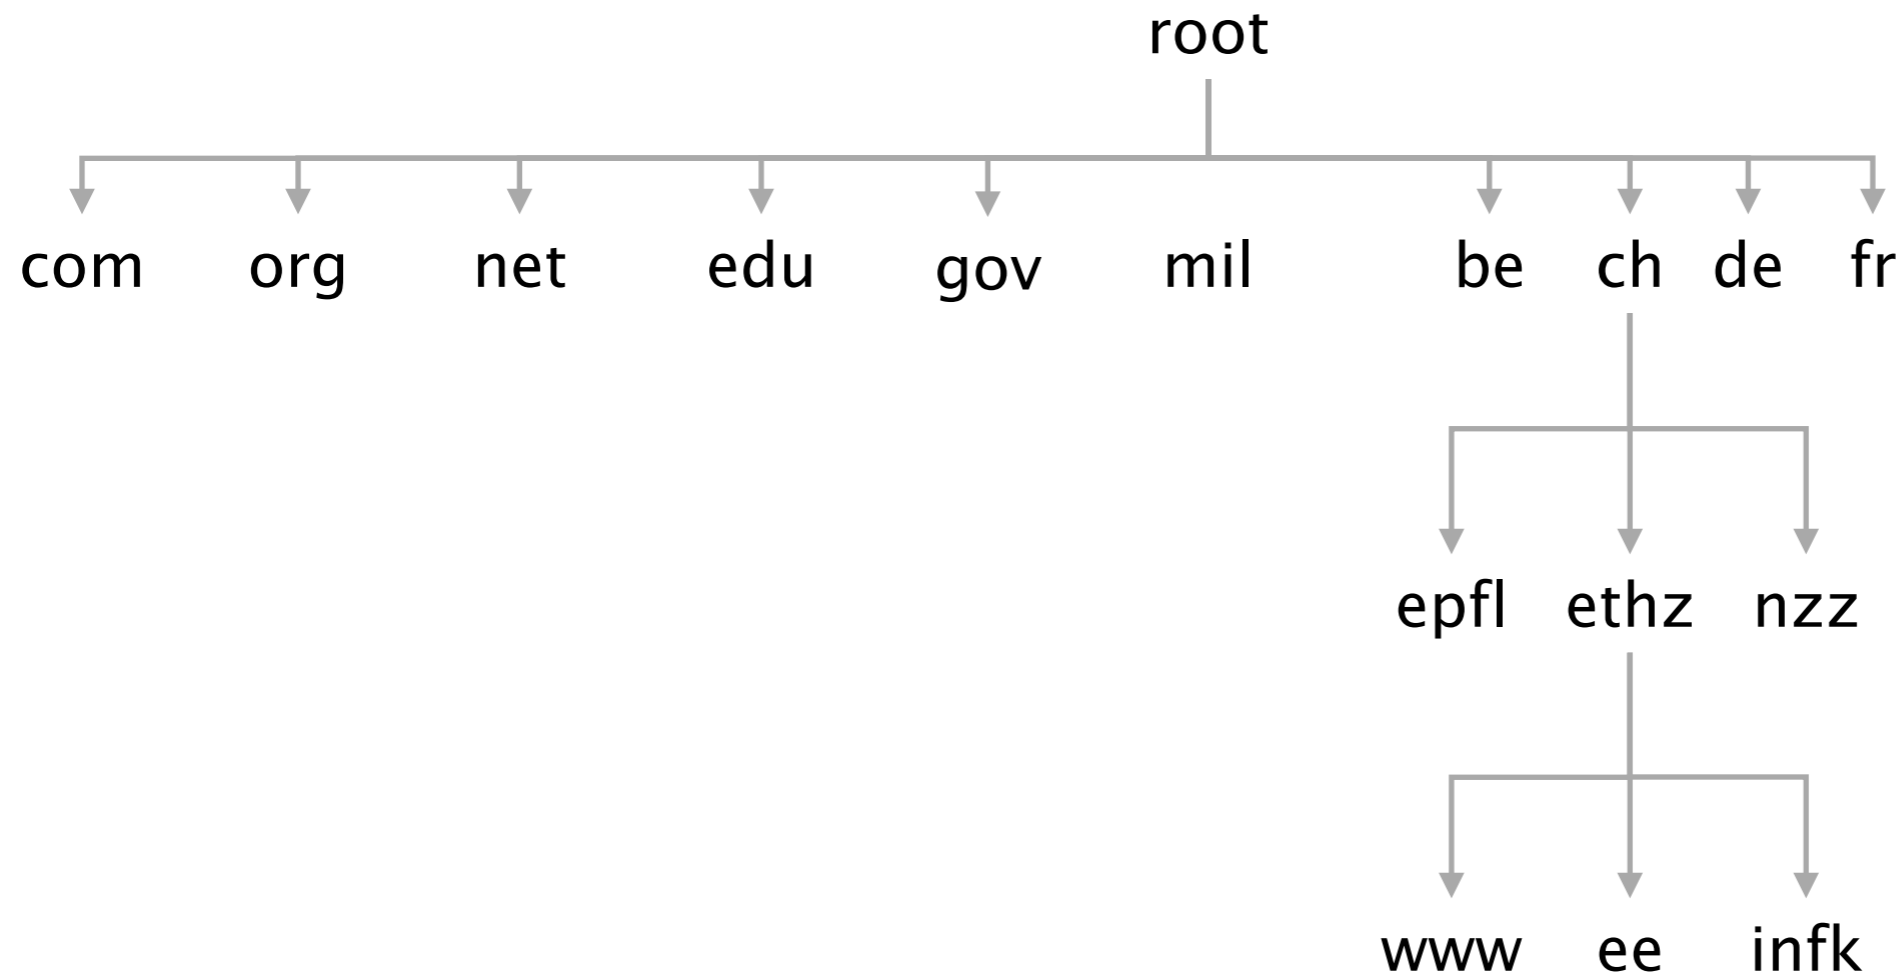 root
com org net edu gov mil be ch de fr
epfl ethz nzz
www ee infk